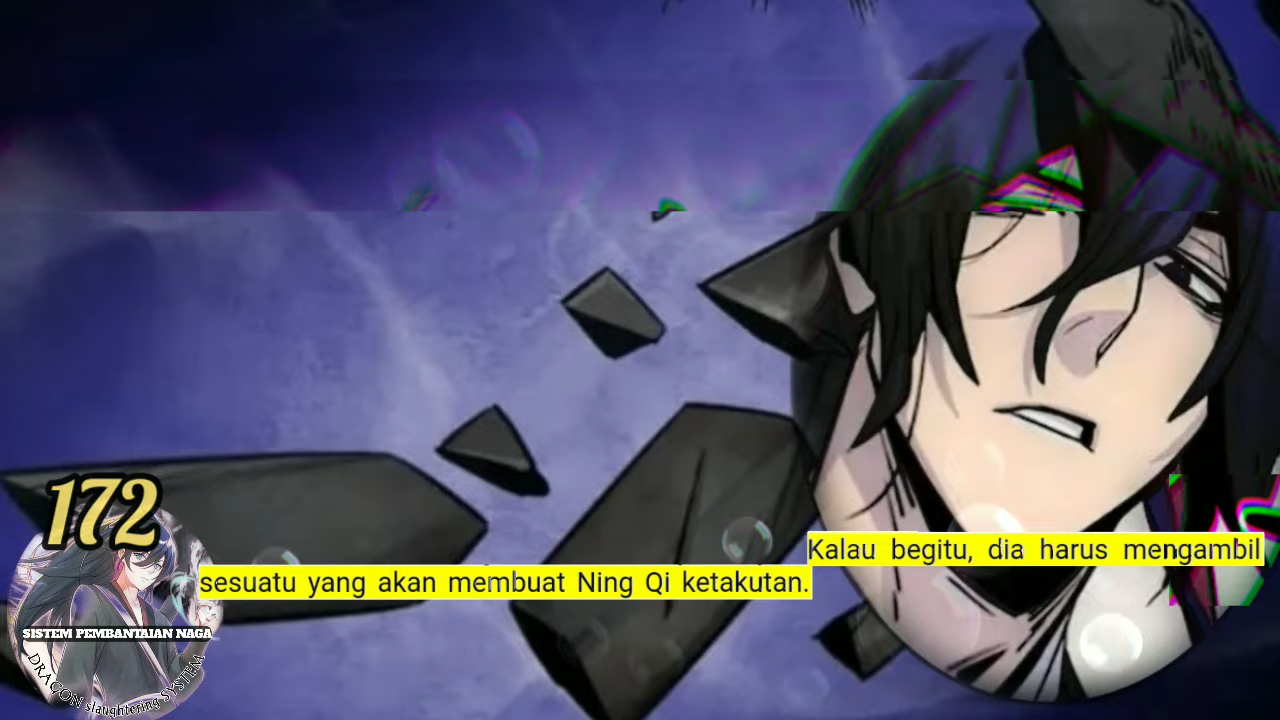 172
Kalau begitu, dia harus mengambil
sesuatu yang akan membuat Ning Qi ketakutan.
SISTEM PEMBANTAIAN NAGA
DRAGON slaughtering SYSTEM